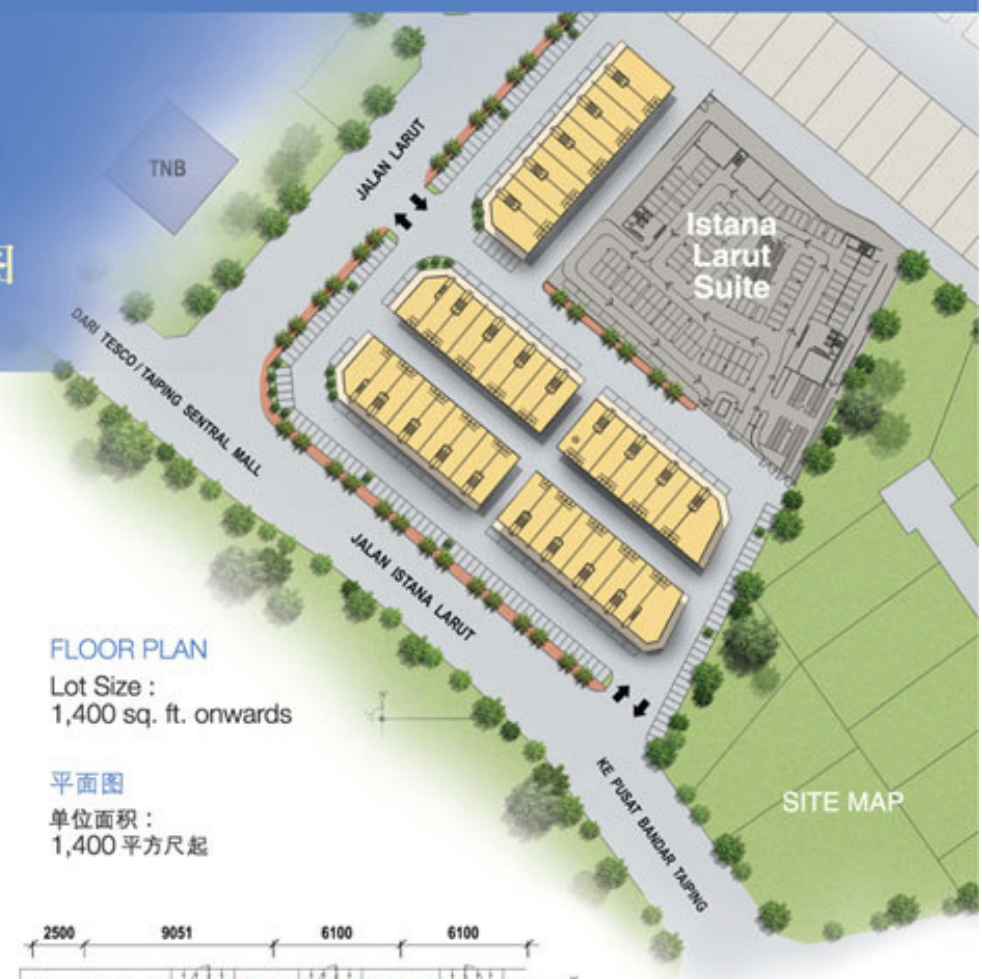 TNB
JALAN LARUT
Istana
Larut
Suite
图
DARI TESCO / TAIPING SENTRAL MALL
JALAN ISTANA LARUT
FLOOR PLAN
Lot Size :
1,400 sq. ft. onwards
平面图
单位面积 :
1,400 平方尺起
KE PUSAT BANDAR TAIPING
SITE MAP
2500 9051 6100 6100